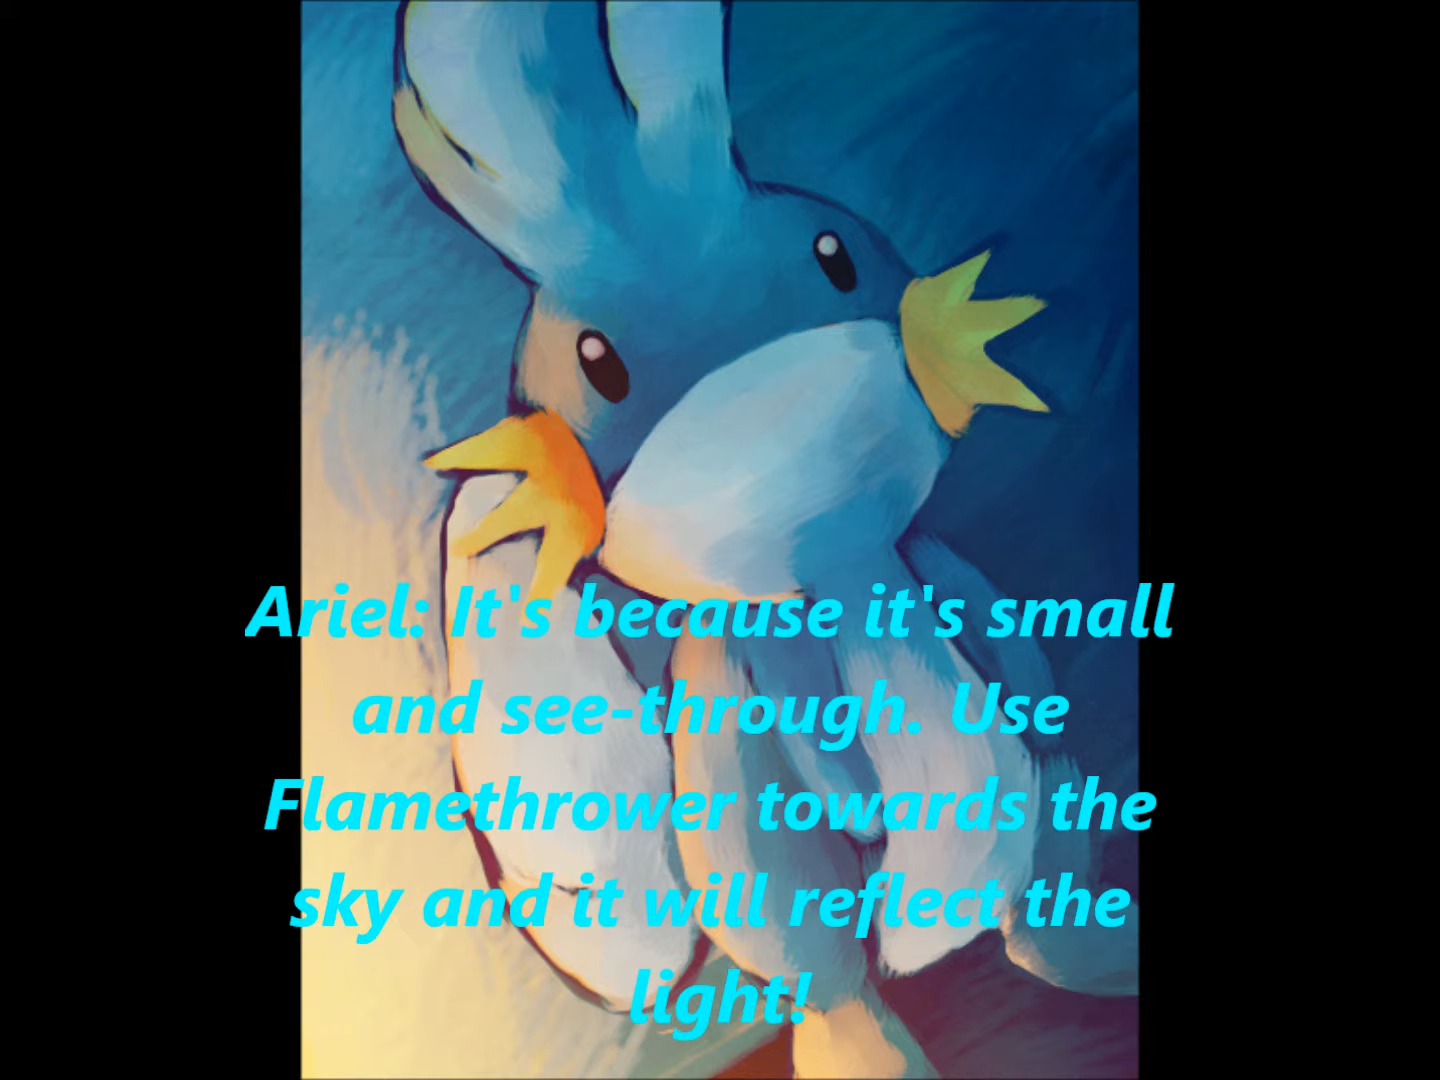 Ariel: It's because it's small
and see-through. Use
Flamethrower towards the
sky and it will reflect the
light!